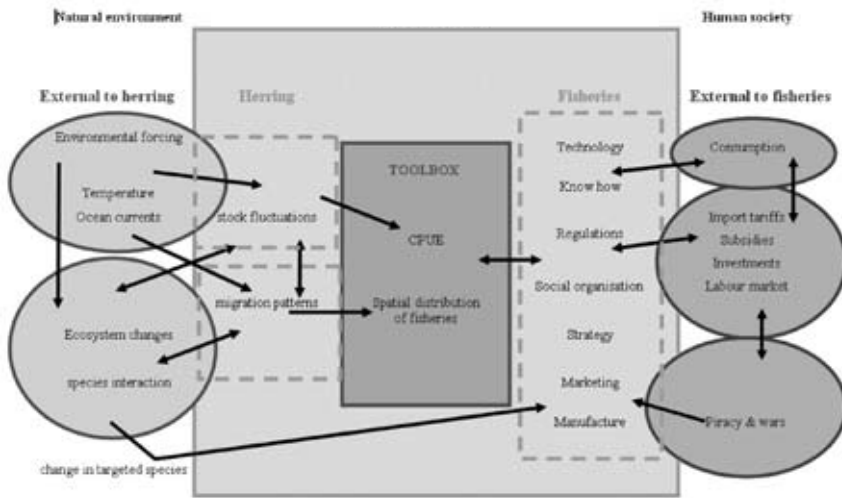 Natural environment
Human society
External to herring
Herring
Fisheries
External to fisheries
Environmental forcing
Temperature
Ocean currents
Ecosystem changes
species interaction
change in targeted species
stock fluctuations
migration patterns
TOOLBOX
CPUE
Spatial distribution
of fisheries
Technology
Know how
Regulations
Social organisation
Strategy
Marketing
Manufacture
Consumption
Import tariffs
Subsidies
Investments
Labour market
Piracy & wars